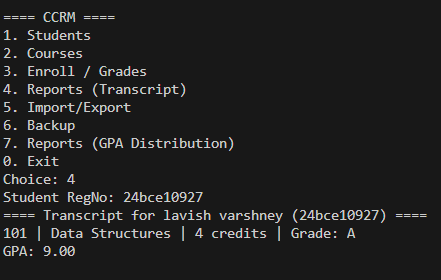 ==== CCRM ====
1. Students
2. Courses
3. Enroll / Grades
4. Reports (Transcript)
5. Import/Export
6. Backup
7. Reports (GPA Distribution)
0. Exit
Choice: 4
Student RegNo: 24bce10927
==== Transcript for lavish varshney (24bce10927) ====
101 | Data Structures | 4 credits | Grade: A
GPA: 9.00